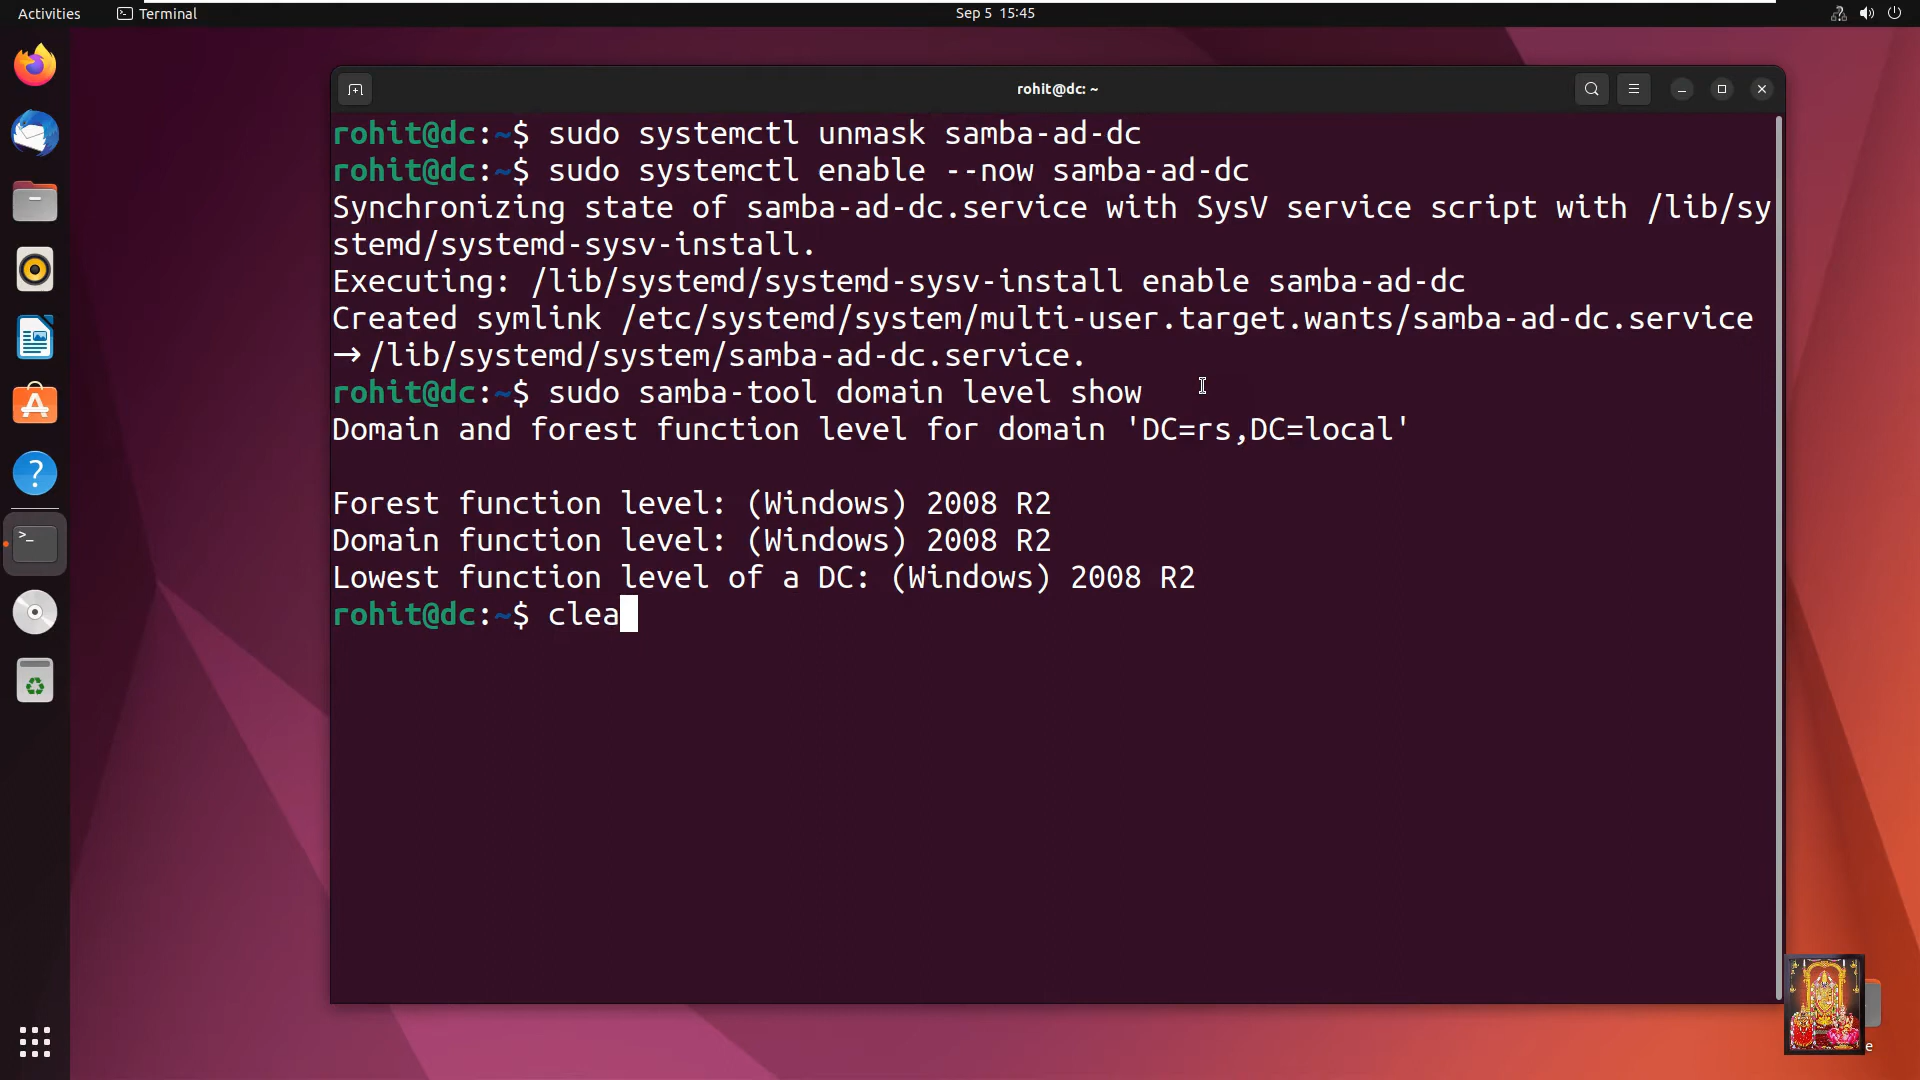 Activities
Terminal
Sep 5 15:45
rohit@dc: ~
rohit@dc:~$ sudo systemctl unmask samba-ad-dc
rohit@dc:~$ sudo systemctl enable --now samba-ad-dc
Synchronizing state of samba-ad-dc.service with SysV service script with /lib/sy
stemd/systemd-sysv-install.
Executing: /lib/systemd/systemd-sysv-install enable samba-ad-dc
Created symlink /etc/systemd/system/multi-user.target.wants/samba-ad-dc.service
→ /lib/systemd/system/samba-ad-dc.service.
rohit@dc:~$ sudo samba-tool domain level show
Domain and forest function level for domain 'DC=rs,DC=local'
Forest function level: (Windows) 2008 R2
Domain function level: (Windows) 2008 R2
Lowest function level of a DC: (Windows) 2008 R2
rohit@dc:~$ clea